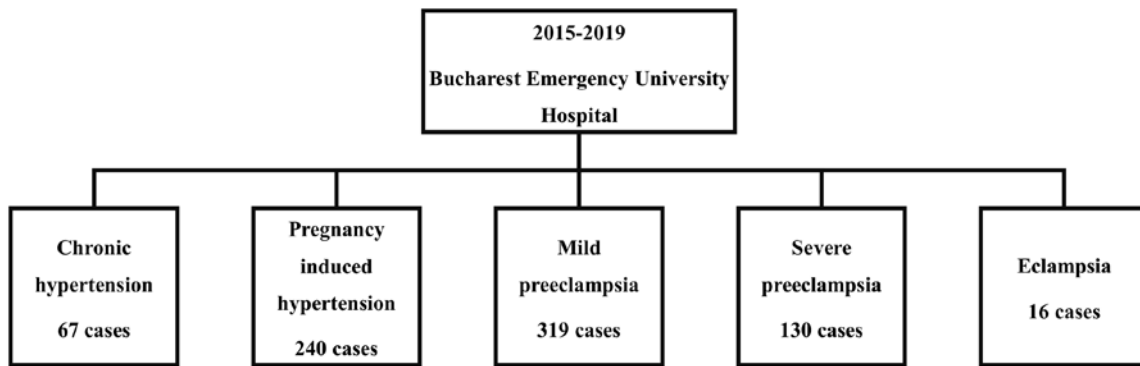 2015-2019
Bucharest Emergency University
Hospital
Chronic
hypertension
67 cases
Pregnancy
induced
hypertension
240 cases
Mild
preeclampsia
319 cases
Severe
preeclampsia
130 cases
Eclampsia
16 cases